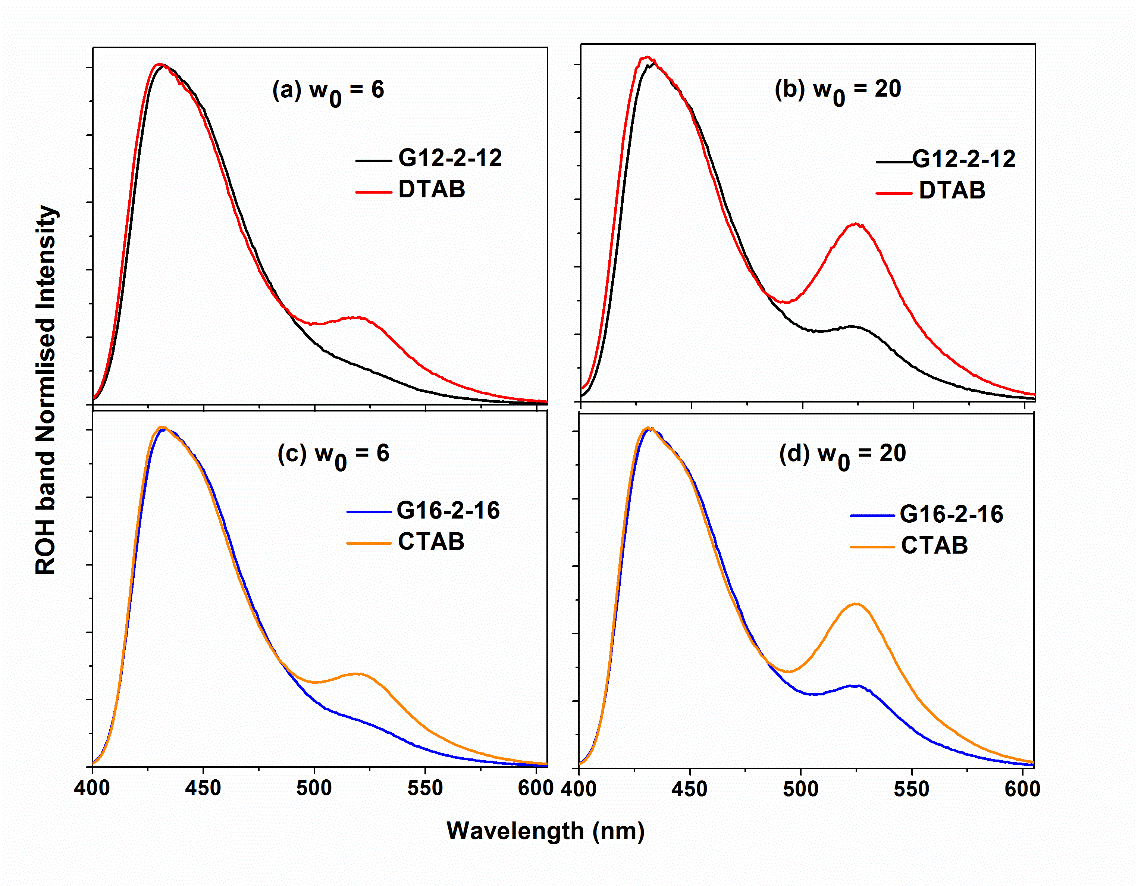 ROH band Normlised Intensity
(a) w0 = 6
G12-2-12
DTAB
(b) w0 = 20
G12-2-12
DTAB
(c) w0 = 6
G16-2-16
CTAB
(d) w0 = 20
G16-2-16
CTAB
400 450 500 550 600 400 450 500 550 600
Wavelength (nm)